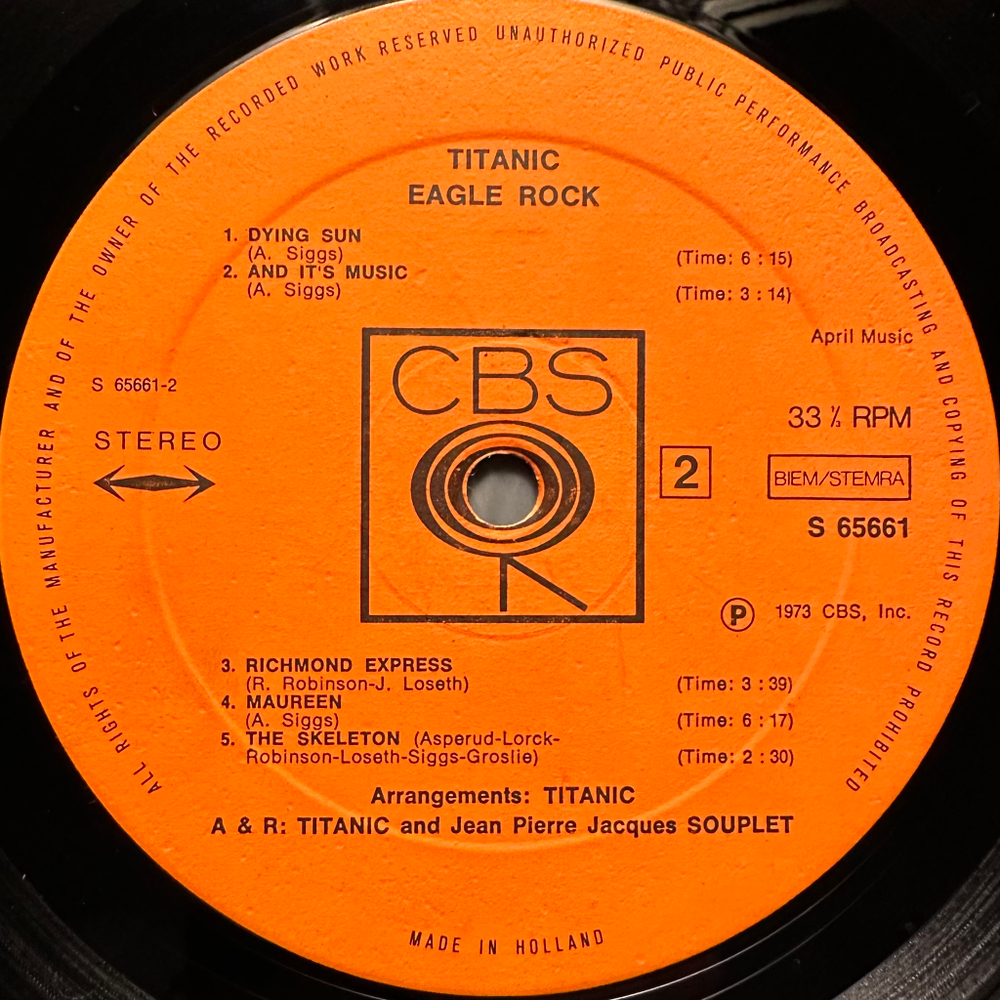 ALL RIGHTS OF THE MANUFACTURER AND OF THE OWNER OF THE RECORDED WORK RESERVED UNAUTHORIZED PUBLIC PERFORMANCE BROADCASTING AND COPYING OF THIS RECORD PROHIBITED
TITANIC
EAGLE ROCK
1. DYING SUN
(A. Siggs) (Time: 6 : 15)
2. AND IT'S MUSIC
(A. Siggs) (Time: 3 : 14)
April Music
CBS
S 65661-2
STEREO
33 ⅓ RPM
2
BIEM/STEMRA
S 65661
℗ 1973 CBS, Inc.
3. RICHMOND EXPRESS
(R. Robinson-J. Loseth) (Time: 3 : 39)
4. MAUREEN
(A. Siggs) (Time: 6 : 17)
5. THE SKELETON (Asperud-Lorck-
Robinson-Loseth-Siggs-Groslie) (Time: 2 : 30)
Arrangements: TITANIC
A & R: TITANIC and Jean Pierre Jacques SOUPLET
MADE IN HOLLAND